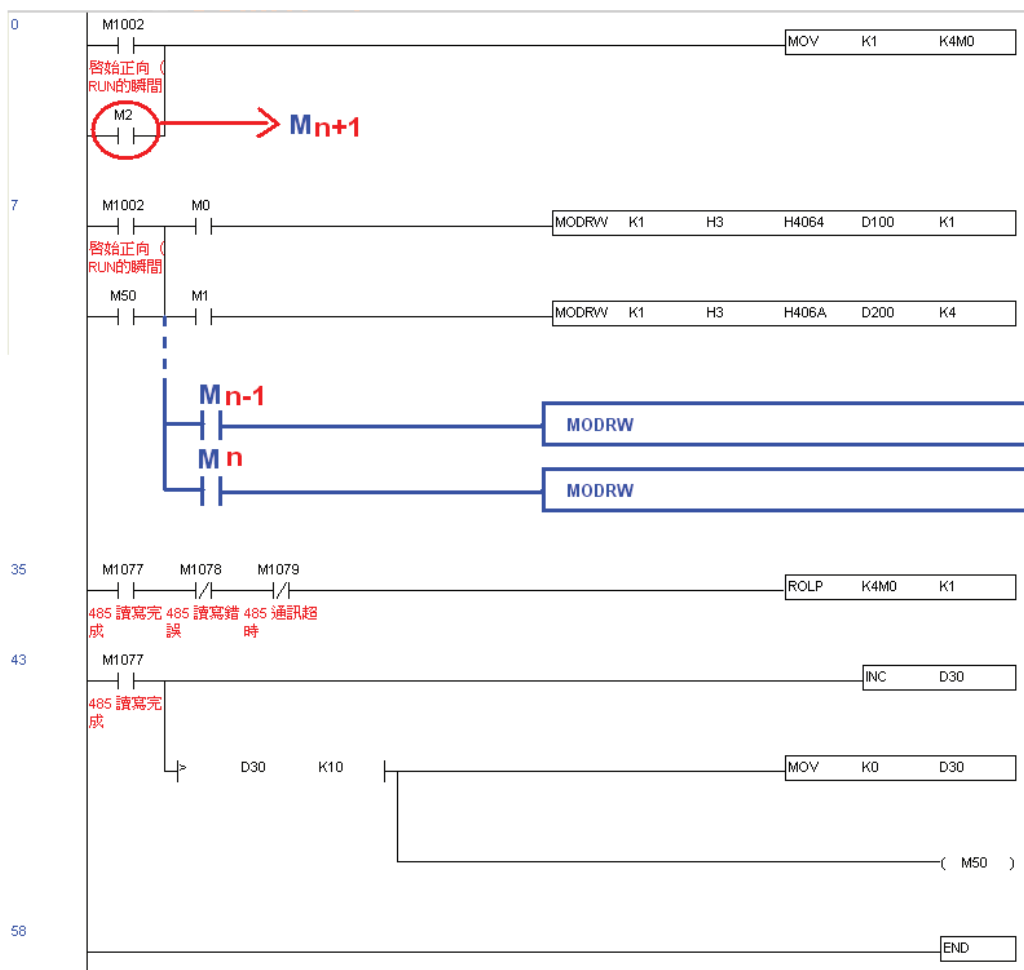 0
M1002
MOV K1 K4M0
啓始正向 (
RUN的瞬間
M2
Mn+1
7
M1002 M0
MODRW K1 H3 H4064 D100 K1
啓始正向 (
RUN的瞬間
M50 M1
MODRW K1 H3 H406A D200 K4
M n-1
MODRW
M n
MODRW
35
M1077 M1078 M1079
ROLP K4M0 K1
485 讀寫完 485 讀寫錯 485 通訊超
成 誤 時
43
M1077
INC D30
485 讀寫完
成
> D30 K10
MOV K0 D30
( M50 )
58
END